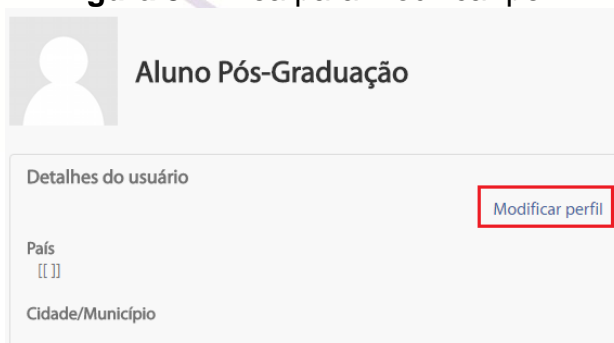 Aluno Pós-Graduação
Detalhes do usuário
Modificar perfil
País
[[ ]]
Cidade/Município